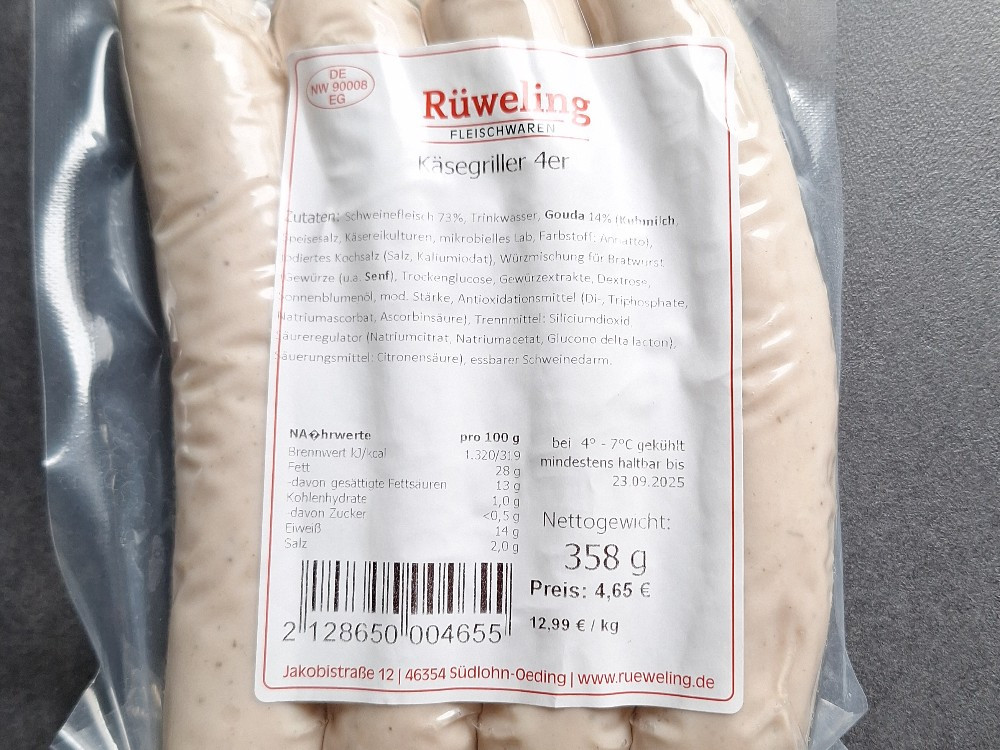 DE
NW 90008
EG
Rüweling
FLEISCHWAREN
Käsegriller 4er
Zutaten: Schweinefleisch 73%, Trinkwasser, Gouda 14% (Kuhmilch,
Speisesalz, Käsereikulturen, mikrobielles Lab, Farbstoff: Annatto),
jodiertes Kochsalz (Salz, Kaliumiodat), Würzmischung für Bratwurst
(Gewürze (u.a. Senf), Trockenglucose, Gewürzextrakte, Dextrose,
Sonnenblumenöl, mod. Stärke, Antioxidationsmittel (Di-, Triphosphate,
Natriumascorbat, Ascorbinsäure), Trennmittel: Siliciumdioxid
Säureregulator (Natriumcitrat, Natriumacetat, Glucono delta lacton),
Säuerungsmittel: Citronensäure), essbarer Schweinedarm.
NA�hrwerte pro 100 g
Brennwert kJ/kcal 1.320/319
Fett 28 g
-davon gesättigte Fettsäuren 13 g
Kohlenhydrate 1,0 g
-davon Zucker <0,5 g
Eiweiß 14 g
Salz 2,0 g
bei 4° - 7°C gekühlt
mindestens haltbar bis
23.09.2025
Nettogewicht:
358 g
Preis: 4,65 €
12,99 € / kg
2 128650 004655
Jakobistraße 12 | 46354 Südlohn-Oeding | www.rueweling.de